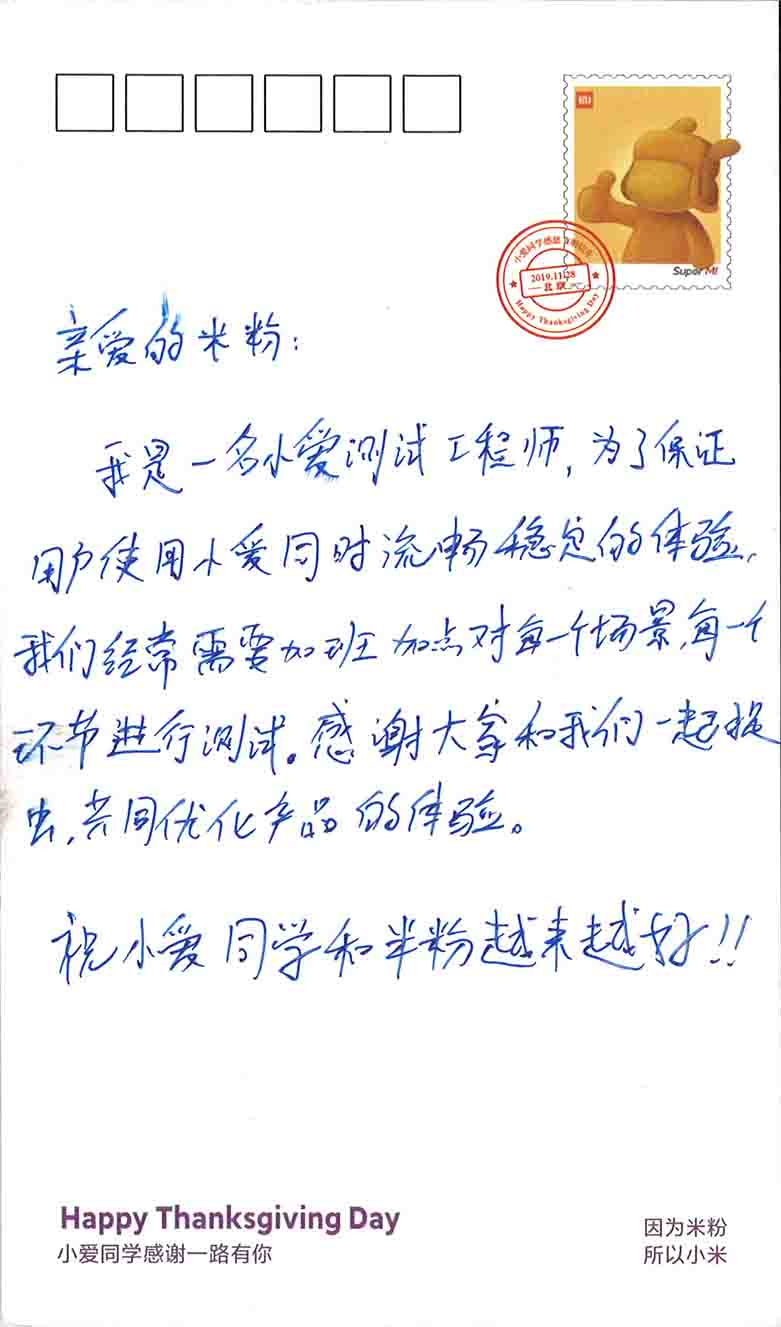 MI
Super MI
小爱同学感恩
2019.11.28
北京
Happy Thanksgiving Day
亲爱的米粉：
我是一名小爱测试工程师，为了保证
用户使用小爱同时流畅稳定的体验，
我们经常需要加班加点对每一个场景，每一个
环节进行测试。感谢大家和我们一起捉
虫，共同优化产品的体验。
祝小爱同学和米粉越来越好！！
Happy Thanksgiving Day
小爱同学感谢一路有你
因为米粉
所以小米